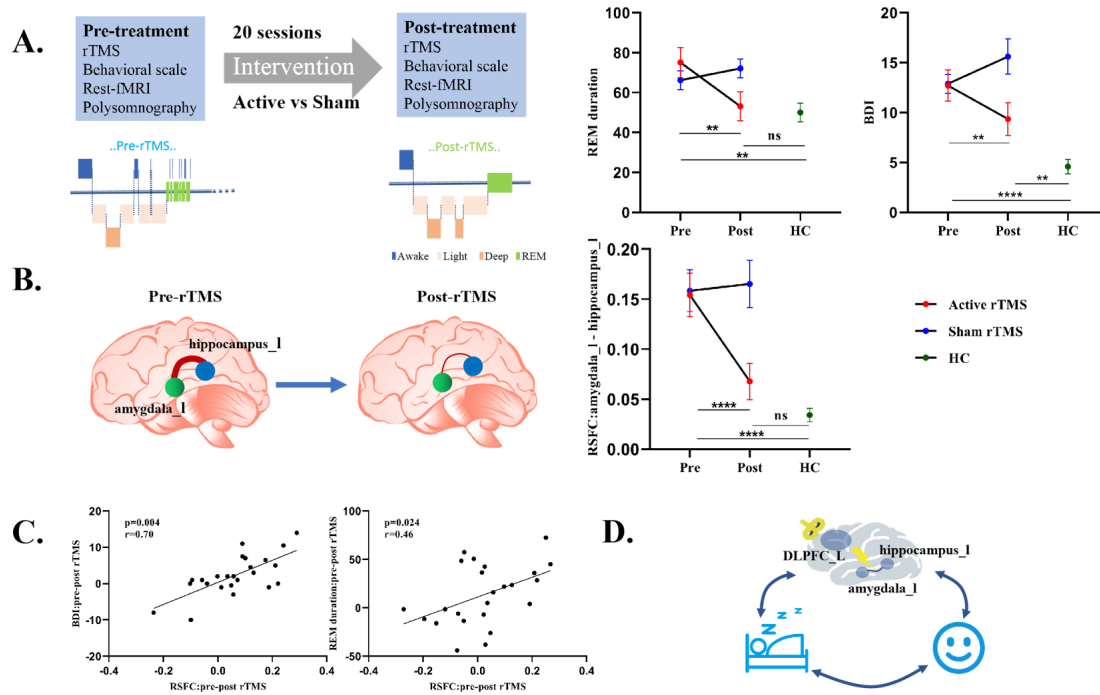 A.
Pre-treatment
rTMS
Behavioral scale
Rest-fMRI
Polysomnography
20 sessions
Intervention
Active vs Sham
Post-treatment
rTMS
Behavioral scale
Rest-fMRI
Polysomnography
..Pre-rTMS..
..Post-rTMS..
Awake Light Deep REM
REM duration
100
80
60
40
20
0
**
ns
**
Pre Post HC
BDI
20
15
10
5
0
**
**
****
Pre Post HC
B.
Pre-rTMS
hippocampus_l
amygdala_l
Post-rTMS
RSFC:amygdala_l - hippocampus_l
0.20
0.15
0.10
0.05
0.00
****
ns
****
Pre Post HC
Active rTMS
Sham rTMS
HC
C.
BDI:pre-post rTMS
20
10
0
-10
-20
p=0.004
r=0.70
-0.4 -0.2 0.0 0.2 0.4
RSFC:pre-post rTMS
REM duration:pre-post rTMS
100
50
0
-50
p=0.024
r=0.46
-0.4 -0.2 0.0 0.2 0.4
RSFC:pre-post rTMS
D.
DLPFC_L
hippocampus_l
amygdala_l
N N N